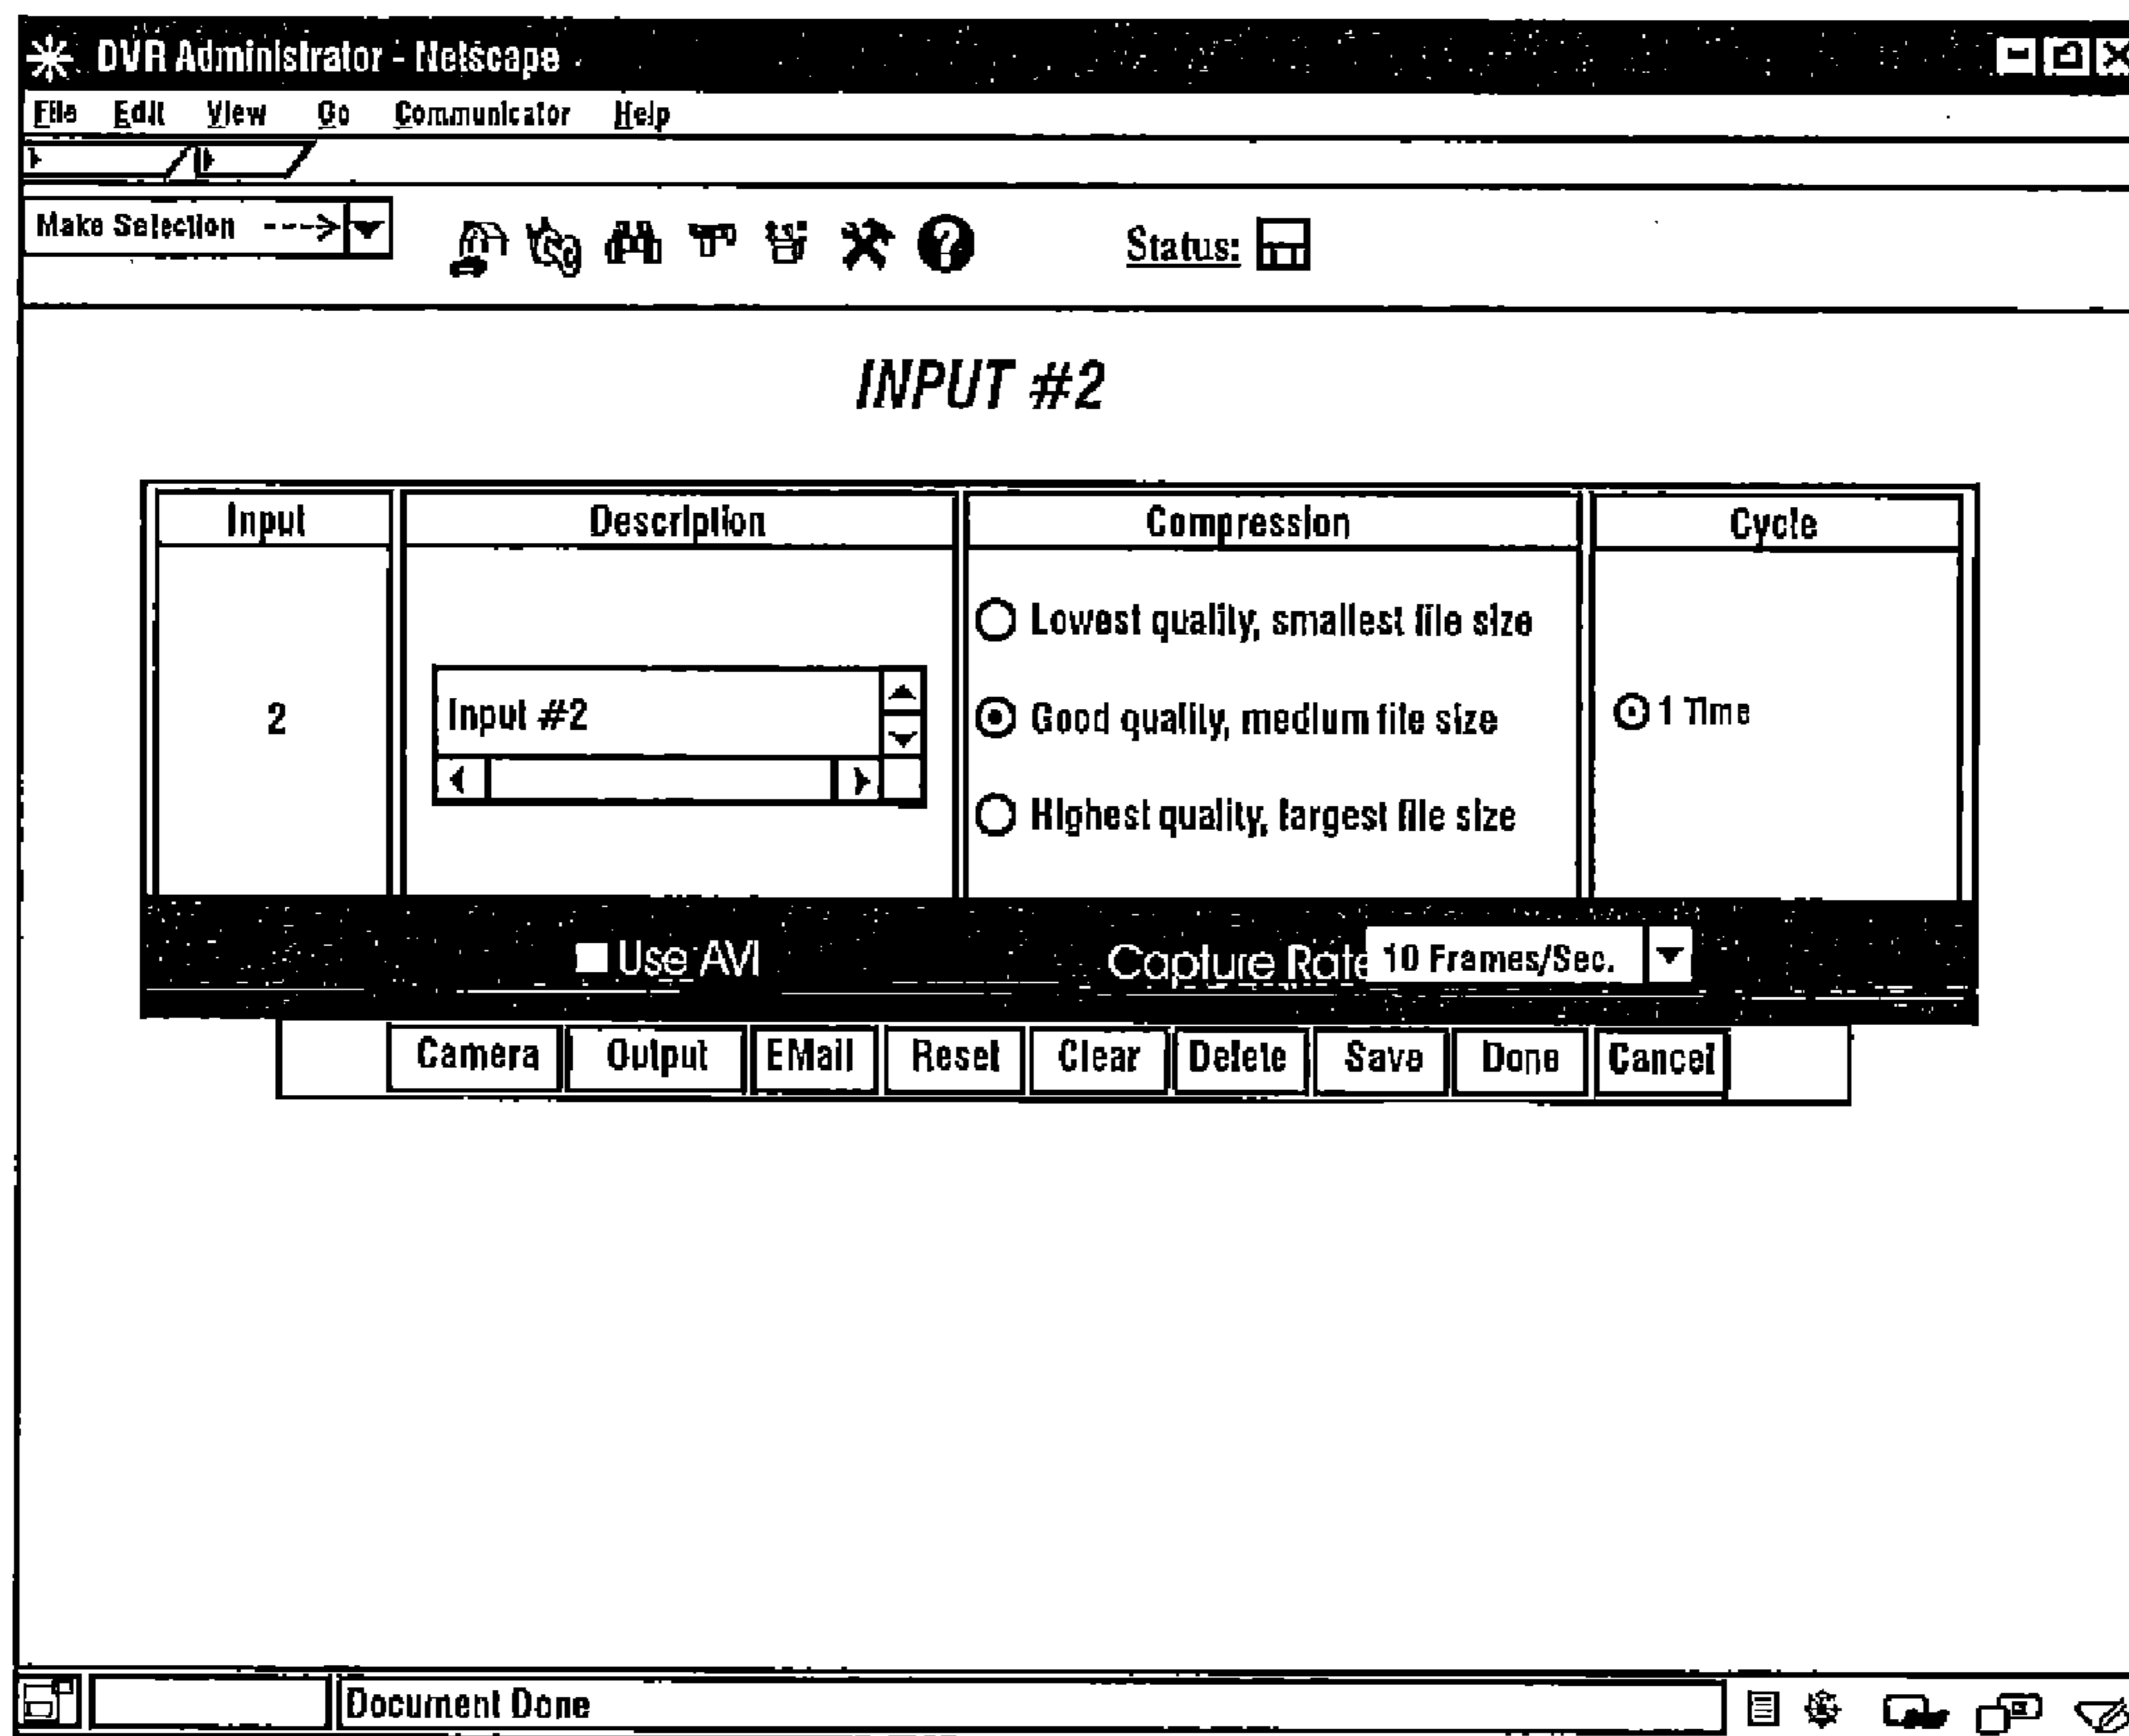 DVR Administrator - Netscape
File Edit View Go Communicator Help
Make Selection --->
Status:
INPUT #2
Input Description Compression Cycle
Lowest quality, smallest file size
2 Input #2 Good quality, medium file size 1 Time
Highest quality, largest file size
Use AVI Capture Rate 10 Frames/Sec.
Camera Output EMail Reset Clear Delete Save Done Cancel
Document Done